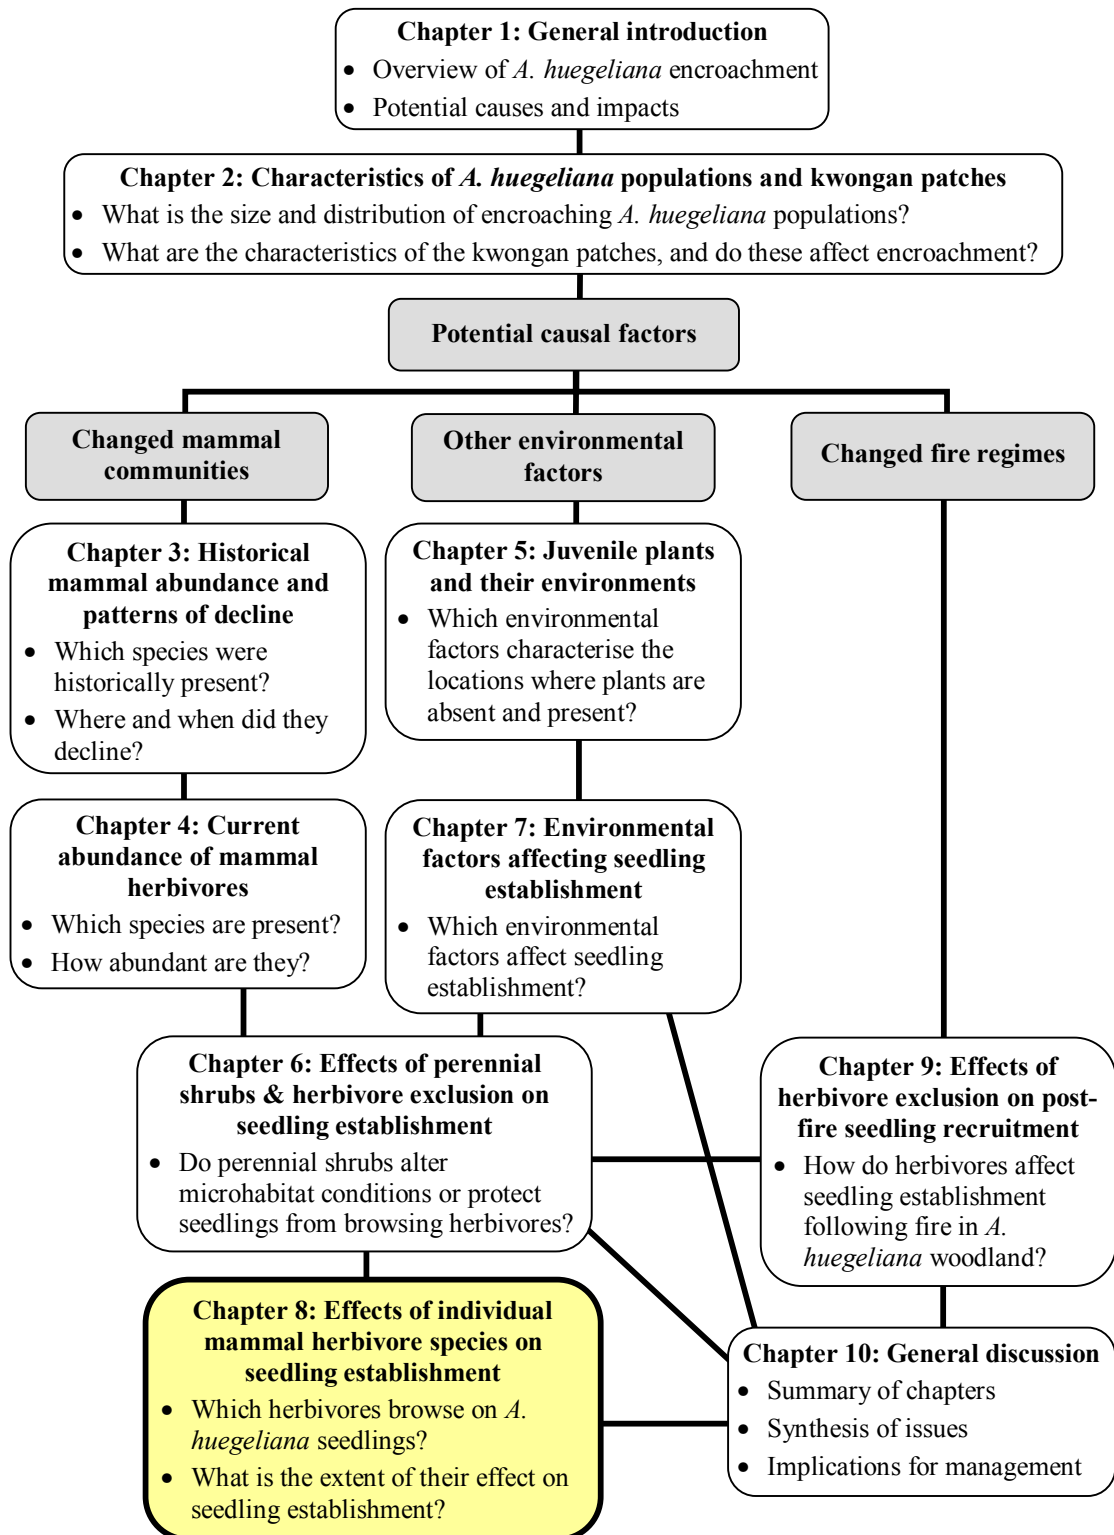 Chapter 1: General introduction
• Overview of A. huegeliana encroachment
• Potential causes and impacts
Chapter 2: Characteristics of A. huegeliana populations and kwongan patches
• What is the size and distribution of encroaching A. huegeliana populations?
• What are the characteristics of the kwongan patches, and do these affect encroachment?
Potential causal factors
Changed mammal
communities
Other environmental
factors
Changed fire regimes
Chapter 3: Historical
mammal abundance and
patterns of decline
• Which species were
historically present?
• Where and when did they
decline?
Chapter 5: Juvenile plants
and their environments
• Which environmental
factors characterise the
locations where plants are
absent and present?
Chapter 4: Current
abundance of mammal
herbivores
• Which species are present?
• How abundant are they?
Chapter 7: Environmental
factors affecting seedling
establishment
• Which environmental
factors affect seedling
establishment?
Chapter 6: Effects of perennial
shrubs & herbivore exclusion on
seedling establishment
• Do perennial shrubs alter
microhabitat conditions or protect
seedlings from browsing herbivores?
Chapter 9: Effects of
herbivore exclusion on post-
fire seedling recruitment
• How do herbivores affect
seedling establishment
following fire in A.
huegeliana woodland?
Chapter 8: Effects of individual
mammal herbivore species on
seedling establishment
• Which herbivores browse on A.
huegeliana seedlings?
• What is the extent of their effect on
seedling establishment?
Chapter 10: General discussion
• Summary of chapters
• Synthesis of issues
• Implications for management